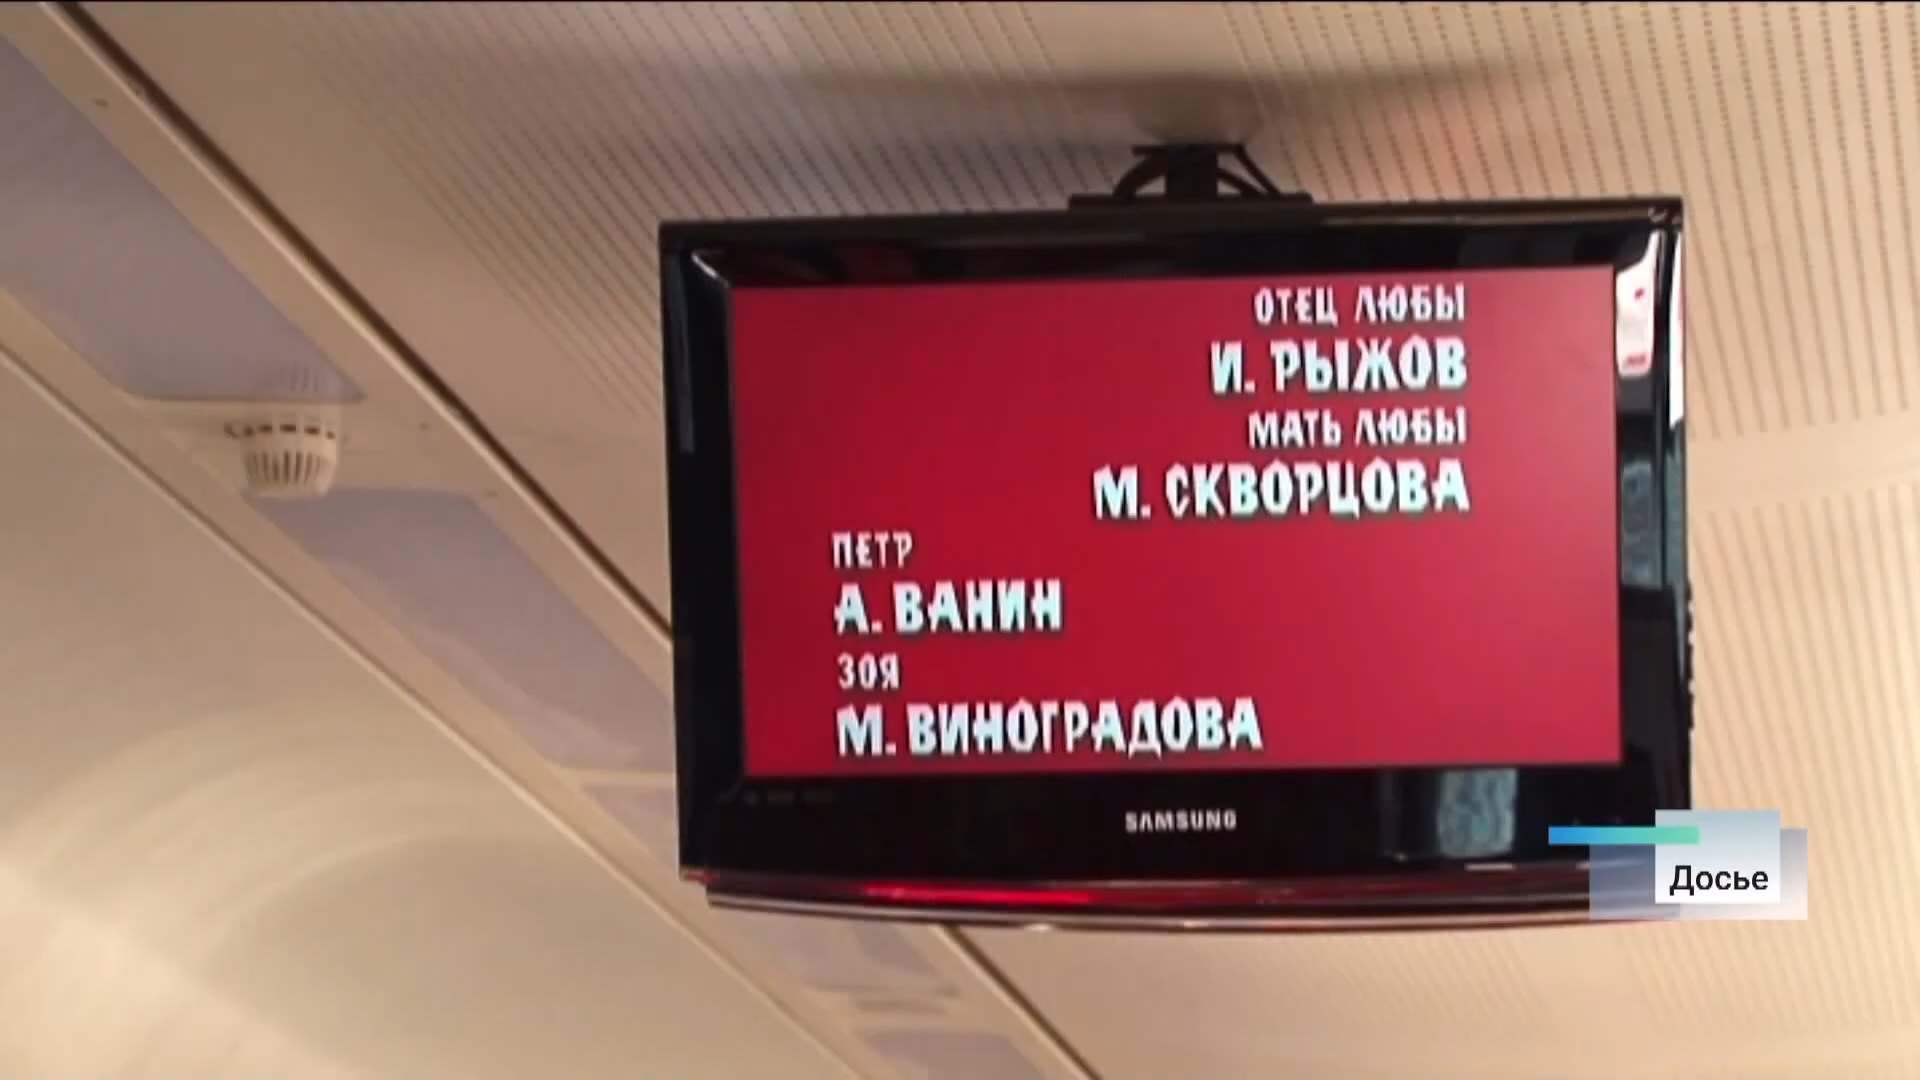 ОТЕЦ ЛЮБЫ
И. РЫЖОВ
МАТЬ ЛЮБЫ
М. СКВОРЦОВА
ПЕТР
А. ВАНИН
ЗОЯ
М. ВИНОГРАДОВА
SAMSUNG
Досье